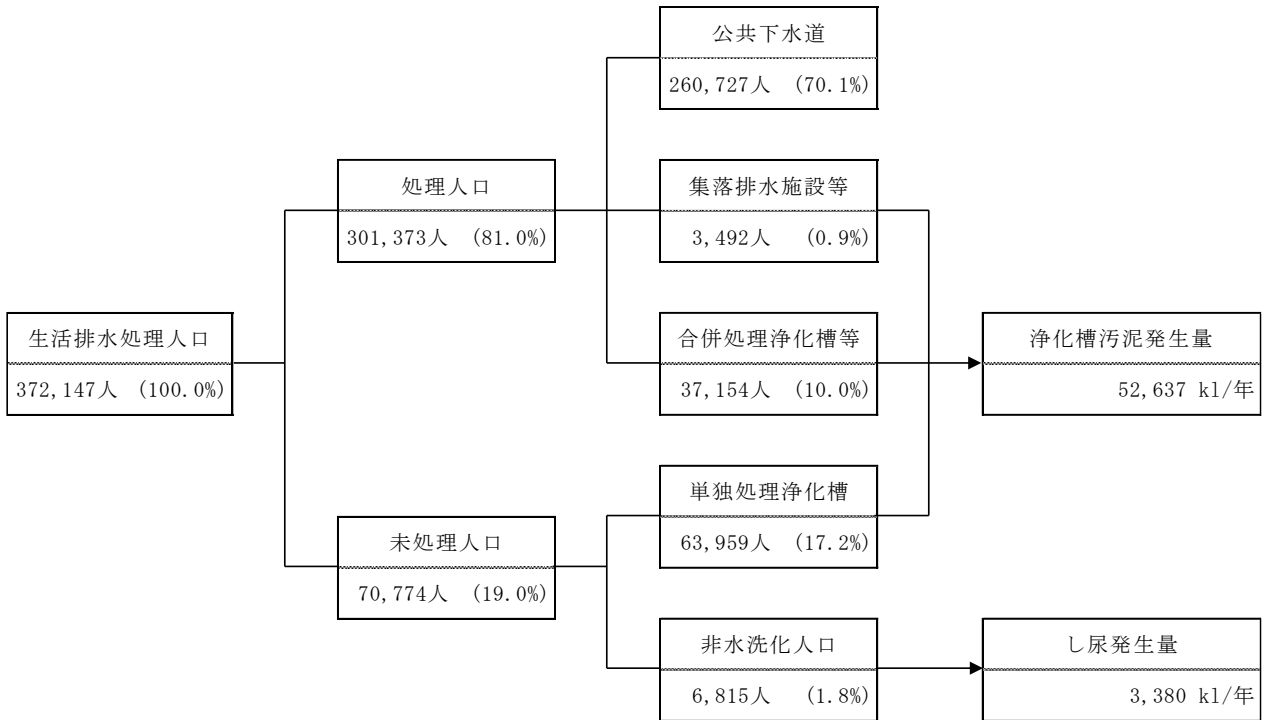 公共下水道
260,727人 (70.1%)
処理人口
301,373人 (81.0%)
集落排水施設等
3,492人 (0.9%)
生活排水処理人口
372,147人 (100.0%)
合併処理浄化槽等
37,154人 (10.0%)
浄化槽汚泥発生量
52,637 kl/年
単独処理浄化槽
63,959人 (17.2%)
未処理人口
70,774人 (19.0%)
非水洗化人口
6,815人 (1.8%)
し尿発生量
3,380 kl/年